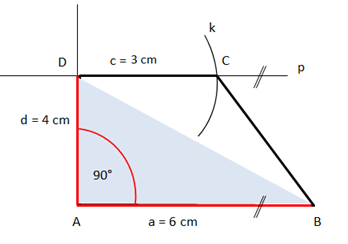 k
D
c = 3 cm
C
p
d = 4 cm
90°
A
a = 6 cm
B